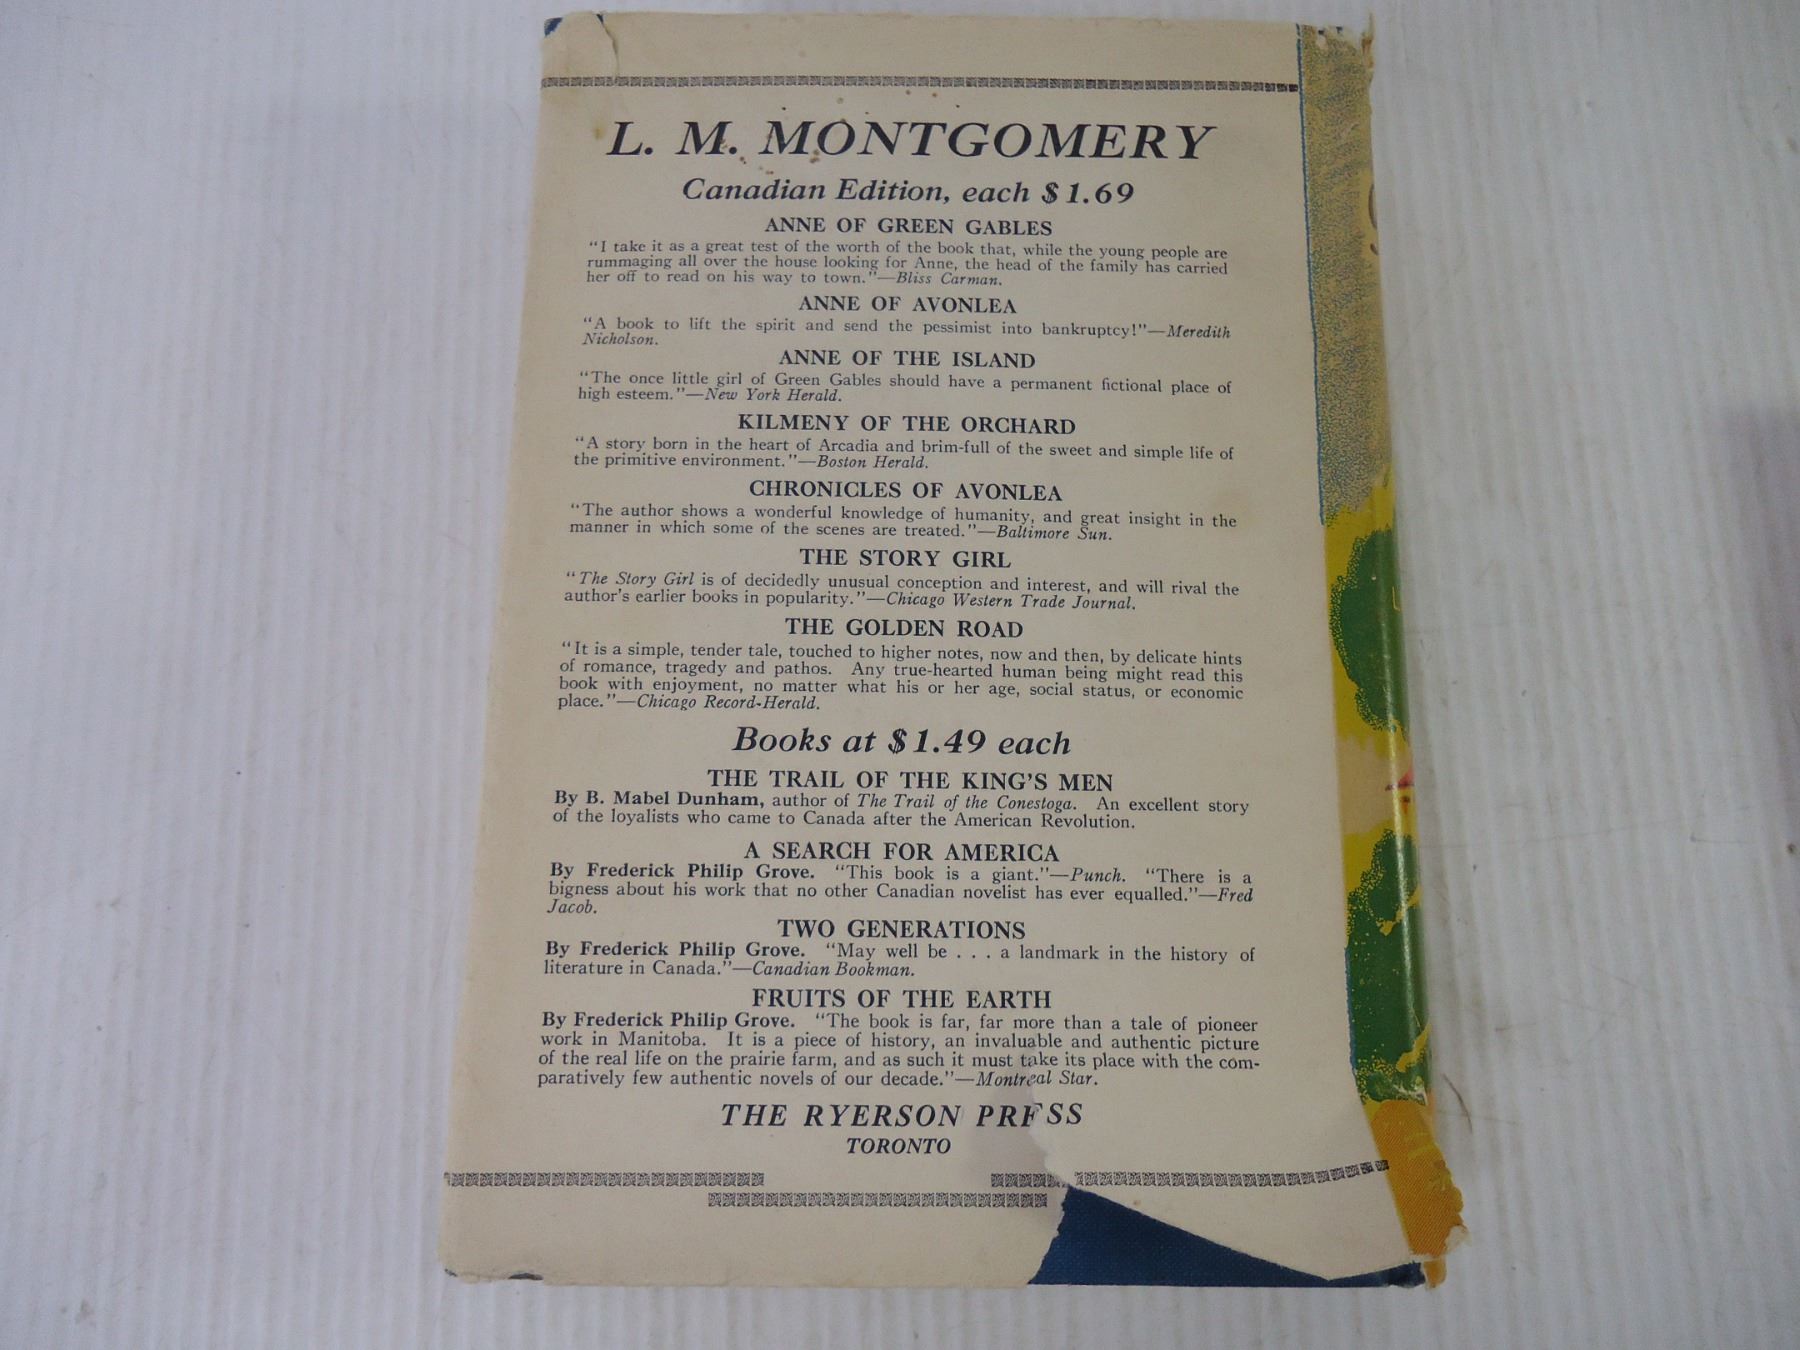 L. M. MONTGOMERY
Canadian Edition, each $1.69
ANNE OF GREEN GABLES
“I take it as a great test of the worth of the book that, while the young people are
rummaging all over the house looking for Anne, the head of the family has carried
her off to read on his way to town.”—Bliss Carman.
ANNE OF AVONLEA
“A book to lift the spirit and send the pessimist into bankruptcy!”—Meredith
Nicholson.
ANNE OF THE ISLAND
“The once little girl of Green Gables should have a permanent fictional place of
high esteem.”—New York Herald.
KILMENY OF THE ORCHARD
“A story born in the heart of Arcadia and brim-full of the sweet and simple life of
the primitive environment.”—Boston Herald.
CHRONICLES OF AVONLEA
“The author shows a wonderful knowledge of humanity, and great insight in the
manner in which some of the scenes are treated.”—Baltimore Sun.
THE STORY GIRL
“The Story Girl is of decidedly unusual conception and interest, and will rival the
author’s earlier books in popularity.”—Chicago Western Trade Journal.
THE GOLDEN ROAD
“It is a simple, tender tale, touched to higher notes, now and then, by delicate hints
of romance, tragedy and pathos. Any true-hearted human being might read this
book with enjoyment, no matter what his or her age, social status, or economic
place.”—Chicago Record-Herald.
Books at $1.49 each
THE TRAIL OF THE KING’S MEN
By B. Mabel Dunham, author of The Trail of the Conestoga. An excellent story
of the loyalists who came to Canada after the American Revolution.
A SEARCH FOR AMERICA
By Frederick Philip Grove. “This book is a giant.”—Punch. “There is a
bigness about his work that no other Canadian novelist has ever equalled.”—Fred
Jacob.
TWO GENERATIONS
By Frederick Philip Grove. “May well be . . . a landmark in the history of
literature in Canada.”—Canadian Bookman.
FRUITS OF THE EARTH
By Frederick Philip Grove. “The book is far, far more than a tale of pioneer
work in Manitoba. It is a piece of history, an invaluable and authentic picture
of the real life on the prairie farm, and as such it must take its place with the com-
paratively few authentic novels of our decade.”—Montreal Star.
THE RYERSON PRESS
TORONTO